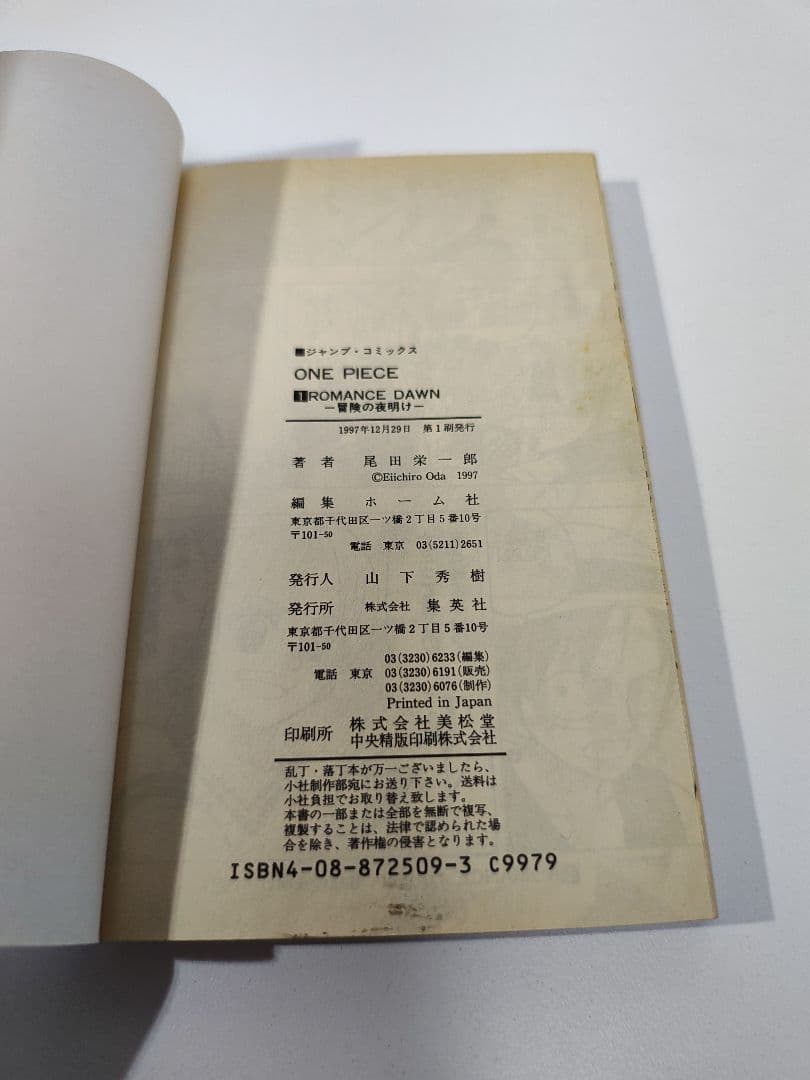 ■ジャンプ・コミックス
ONE PIECE
1 ROMANCE DAWN
―冒険の夜明け―
1997年12月29日 第1刷発行
著者 尾田栄一郎
©Eiichiro Oda 1997
編集 ホーム社
東京都千代田区一ツ橋2丁目5番10号
〒101-50
電話 東京 03(5211)2651
発行人 山下秀樹
発行所 株式会社 集英社
東京都千代田区一ツ橋2丁目5番10号
〒101-50
03(3230)6233(編集)
電話 東京 03(3230)6191(販売)
03(3230)6076(制作)
Printed in Japan
印刷所 株式会社美松堂
中央精版印刷株式会社
乱丁・落丁本が万一ございましたら、
小社制作部宛にお送り下さい。送料は
小社負担でお取り替え致します。
本書の一部または全部を無断で複写、
複製することは、法律で認められた場
合を除き、著作権の侵害となります。
ISBN4-08-872509-3 C9979